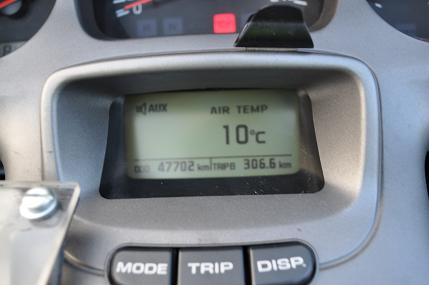 AUX AIR TEMP
10°C
ODO 47702 km TRIPB 306.6 km
MODE TRIP DISP.